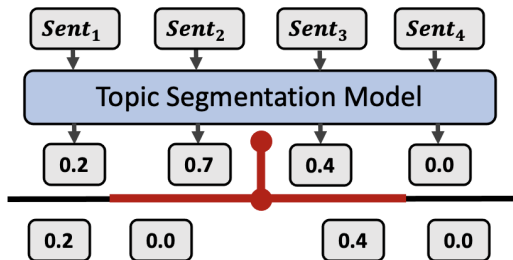 Sent₁ Sent₂ Sent₃ Sent₄
Topic Segmentation Model
0.2 0.7 0.4 0.0
0.2 0.0 0.4 0.0